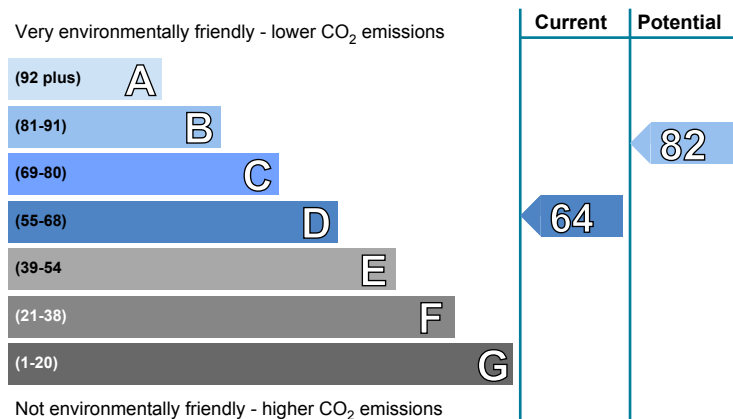 Current Potential
Very environmentally friendly - lower CO₂ emissions
(92 plus) A
(81-91) B
82
(69-80) C
(55-68) D
64
(39-54 E
(21-38) F
(1-20) G
Not environmentally friendly - higher CO₂ emissions